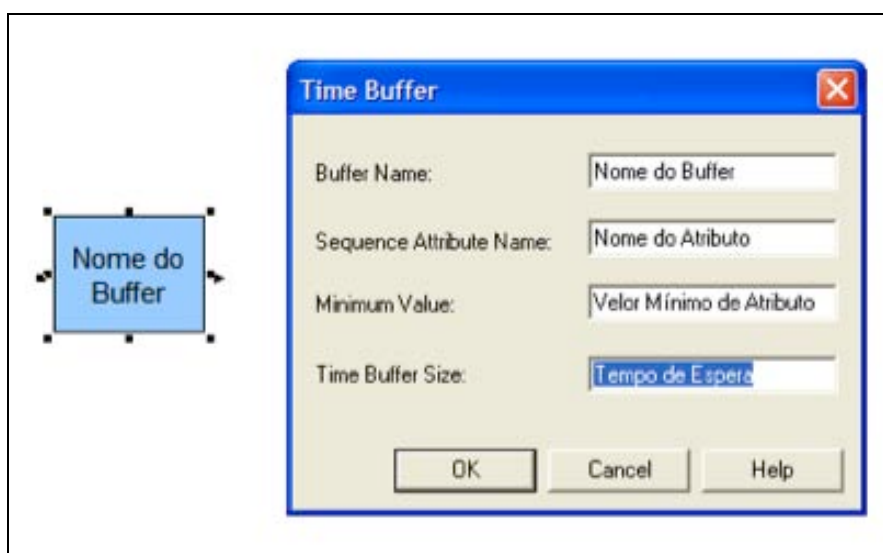 Nome do
Buffer
Time Buffer
Buffer Name:
Nome do Buffer
Sequence Attribute Name:
Nome do Atributo
Minimum Value:
Velor Mínimo de Atributo
Time Buffer Size:
Tempo de Espera
OK
Cancel
Help